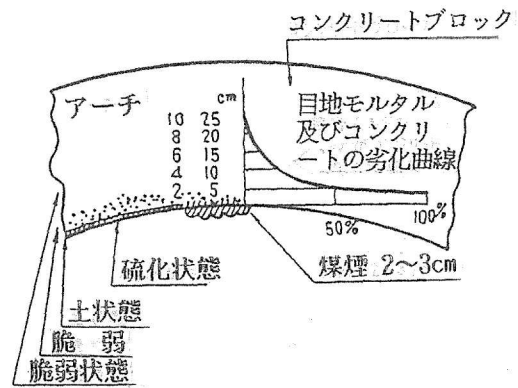 コンクリートブロック
アーチ
cm
10 25
8 20
6 15
4 10
2 5
目地モルタル
及びコンクリ
ートの劣化曲線
50%
100%
硫化状態
煤煙 2〜3cm
土状態
脆 弱
脆弱状態